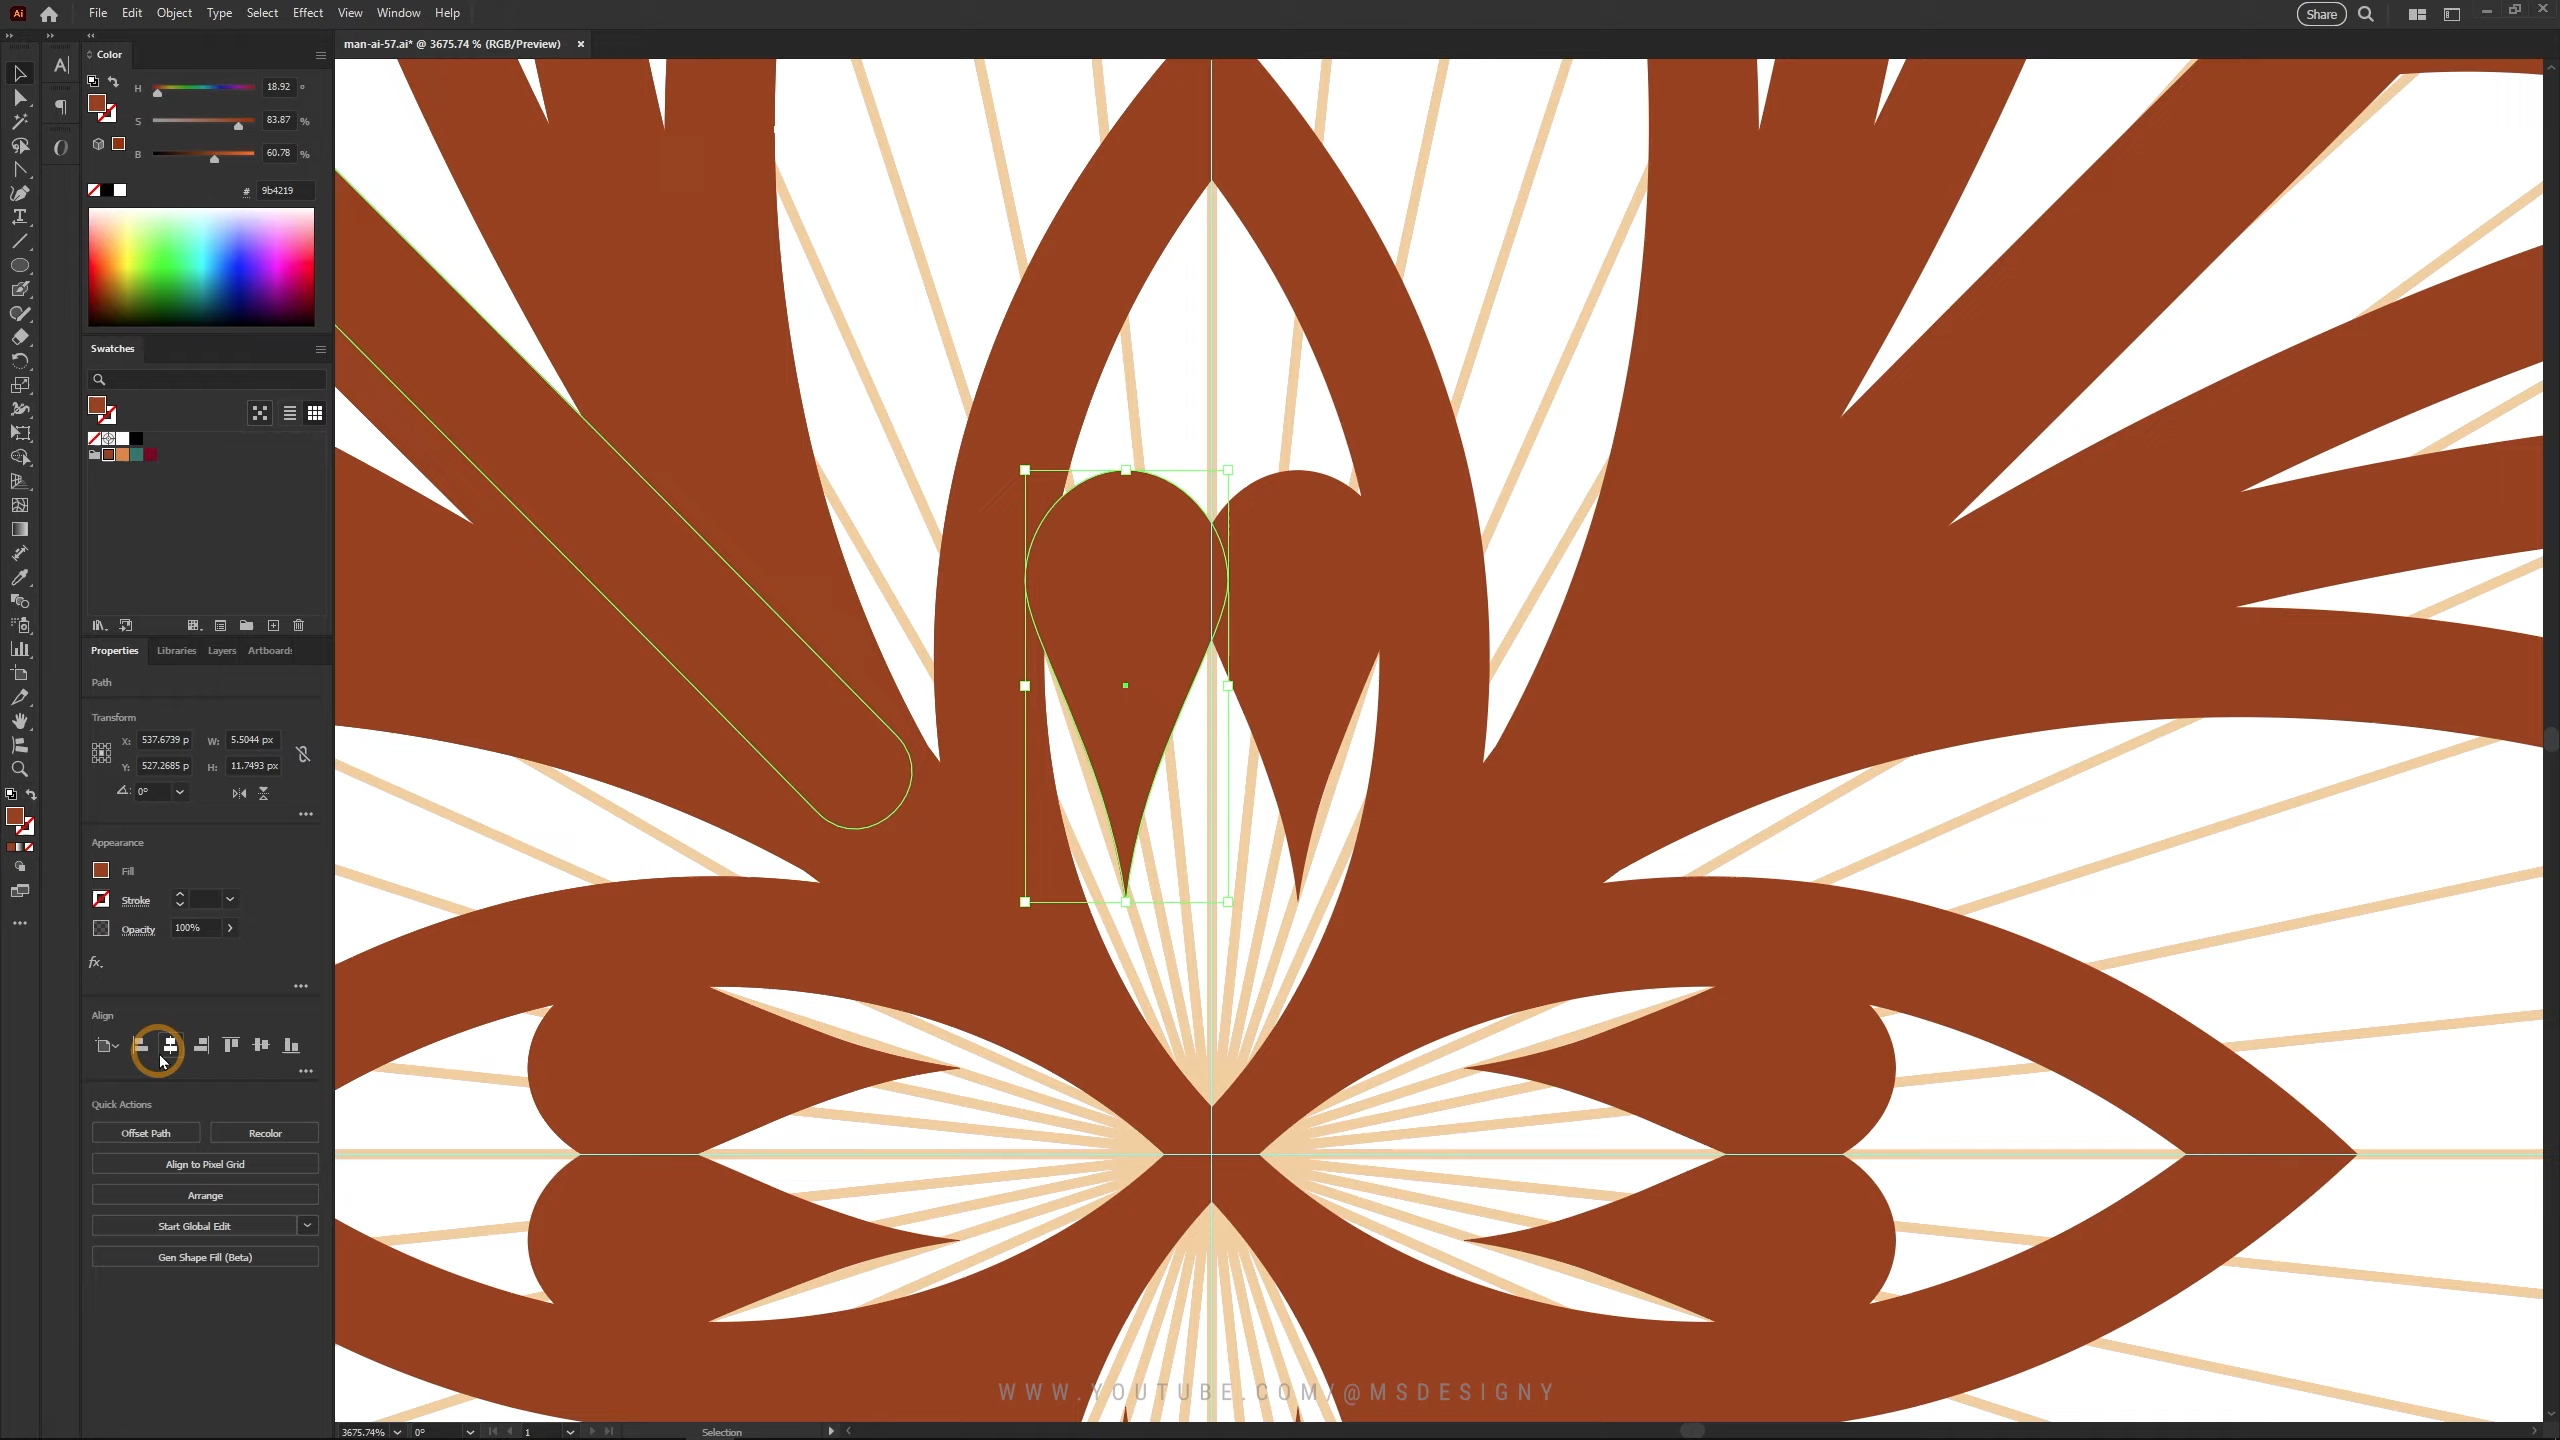 Ai File Edit Object Type Select Effect View Window Help Share
man-ai-57.ai* @ 3675.74 % (RGB/Preview) ×
Color
H 18.92 °
S 83.87 %
B 60.78 %
# 9b4219
Swatches
Properties Libraries Layers Artboards
Path
Transform
X: 537.6739 p W: 5.5044 px
Y: 527.2685 p H: 11.7493 px
0°
Appearance
Fill
Stroke
Opacity 100%
fx.
Align
Quick Actions
Offset Path Recolor
Align to Pixel Grid
Arrange
Start Global Edit
Gen Shape Fill (Beta)
WWW.YOUTUBE.COM/@MSDESIGNY
3675.74% 0° 1 Selection